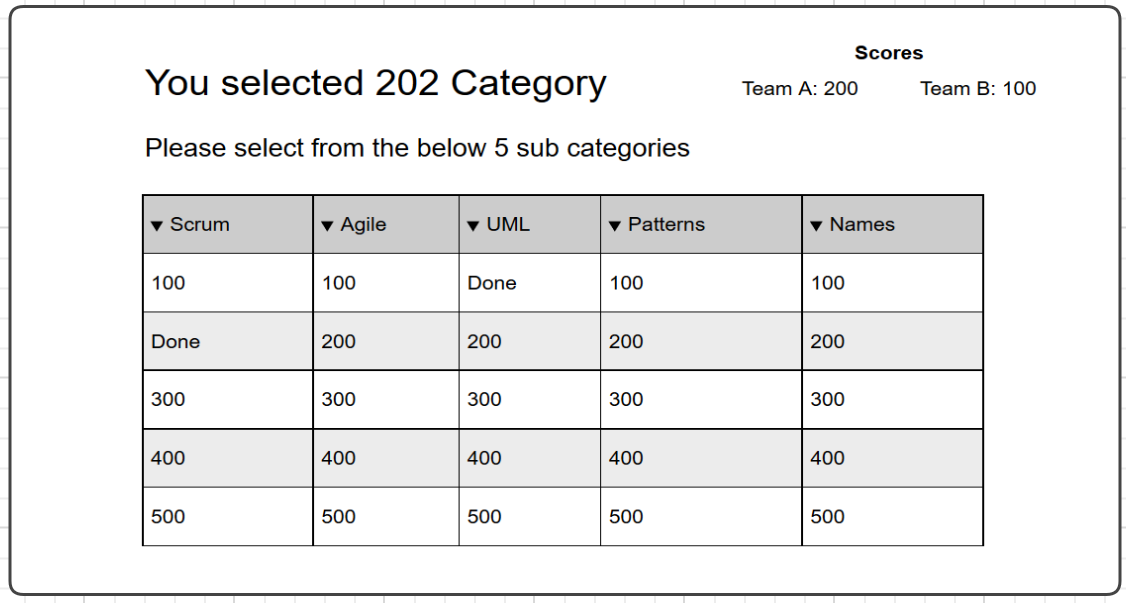 Scores
You selected 202 Category
Team A: 200 Team B: 100
Please select from the below 5 sub categories
▼ Scrum ▼ Agile ▼ UML ▼ Patterns ▼ Names
100 100 Done 100 100
Done 200 200 200 200
300 300 300 300 300
400 400 400 400 400
500 500 500 500 500